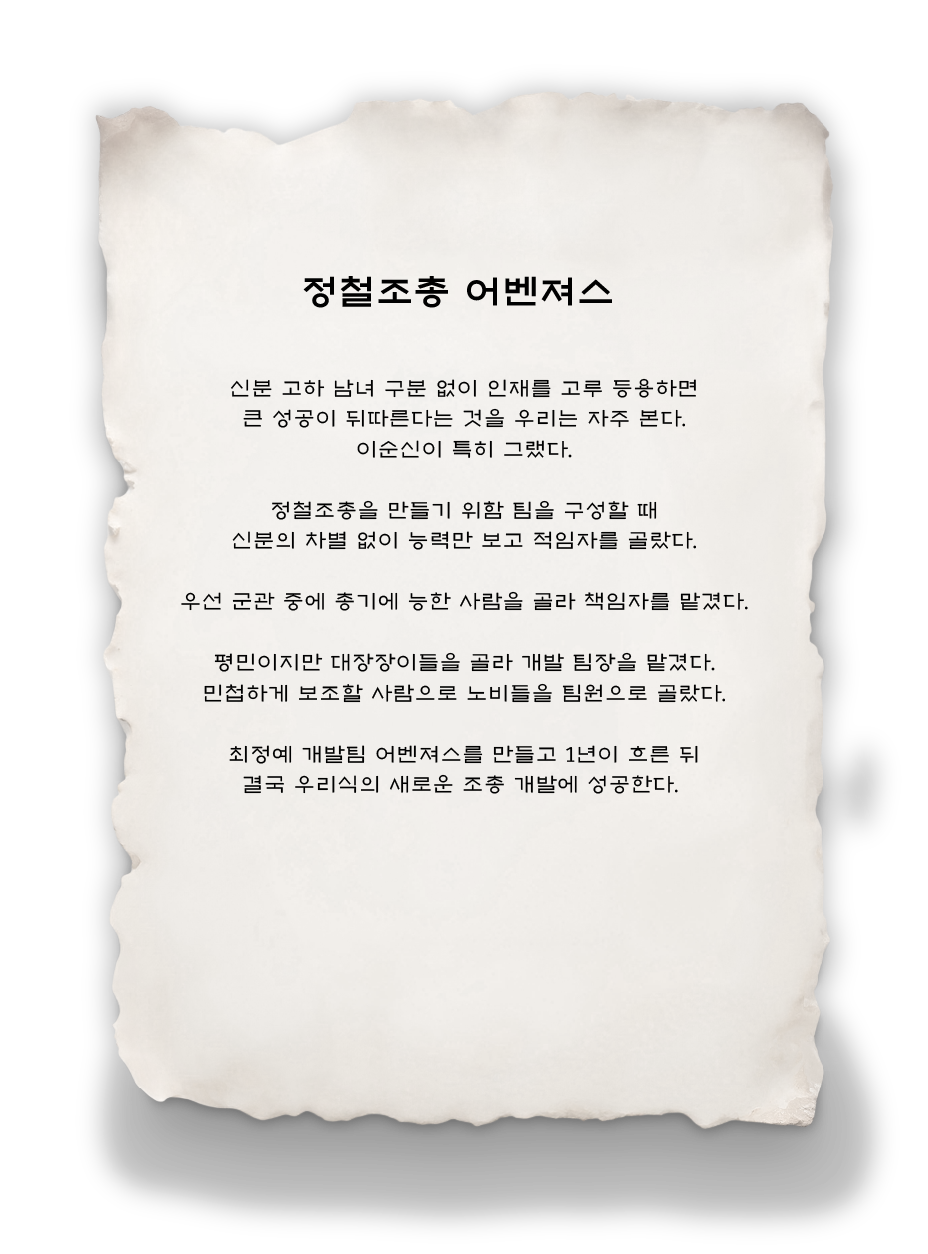 정철조총 어벤져스
신분 고하 남녀 구분 없이 인재를 고루 등용하면
큰 성공이 뒤따른다는 것을 우리는 자주 본다.
이순신이 특히 그랬다.
정철조총을 만들기 위함 팀을 구성할 때
신분의 차별 없이 능력만 보고 적임자를 골랐다.
우선 군관 중에 총기에 능한 사람을 골라 책임자를 맡겼다.
평민이지만 대장장이들을 골라 개발 팀장을 맡겼다.
민첩하게 보조할 사람으로 노비들을 팀원으로 골랐다.
최정예 개발팀 어벤져스를 만들고 1년이 흐른 뒤
결국 우리식의 새로운 조총 개발에 성공한다.